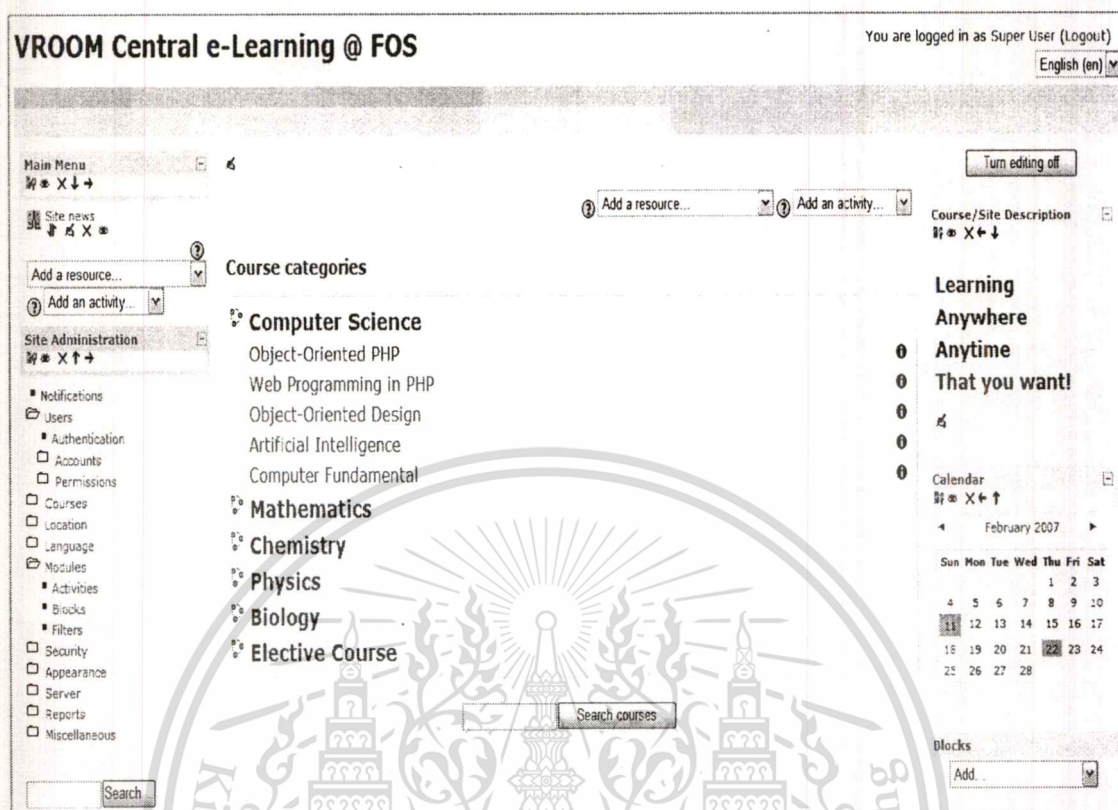 VROOM Central e-Learning @ FOS
You are logged in as Super User (Logout)
English (en)
Main Menu
Site news
Add a resource...
Add an activity...
Site Administration
Notifications
Users
Authentication
Accounts
Permissions
Courses
Location
Language
Modules
Activities
Blocks
Filters
Security
Appearance
Server
Reports
Miscellaneous
Search
Add a resource...
Add an activity...
Course categories
Computer Science
Object-Oriented PHP
Web Programming in PHP
Object-Oriented Design
Artificial Intelligence
Computer Fundamental
Mathematics
Chemistry
Physics
Biology
Elective Course
Search courses
Turn editing off
Course/Site Description
Learning
Anywhere
Anytime
That you want!
Calendar
February 2007
Sun Mon Tue Wed Thu Fri Sat
1 2 3
4 5 6 7 8 9 10
11 12 13 14 15 16 17
18 19 20 21 22 23 24
25 26 27 28
Blocks
Add...